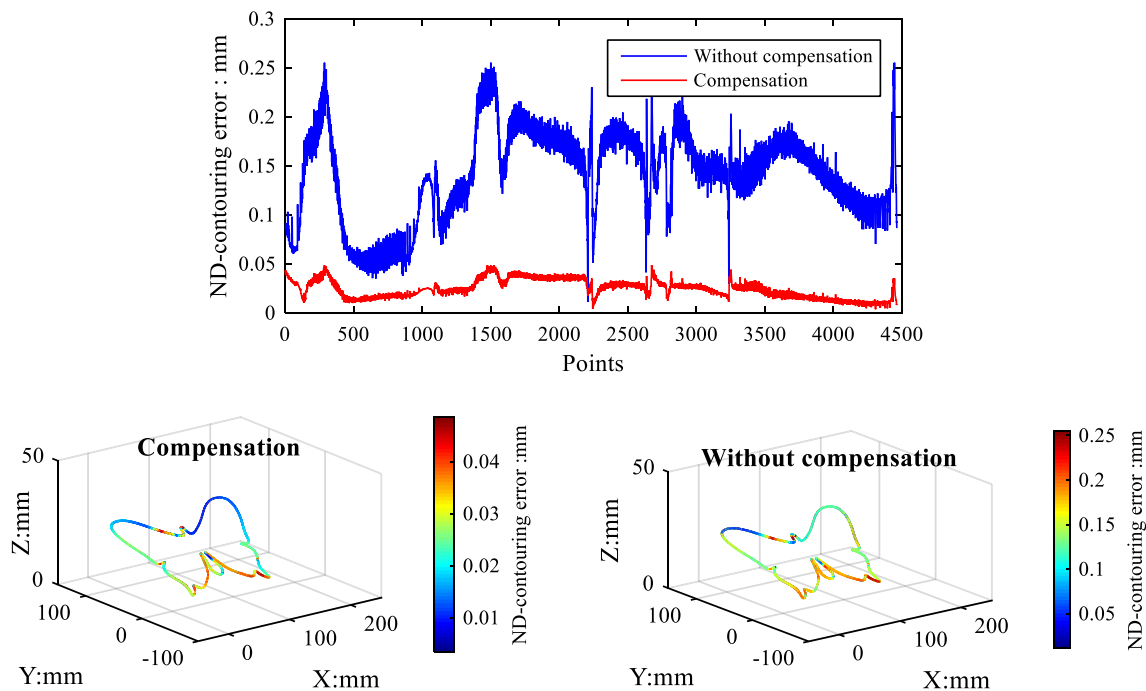 0.3
0.25
0.2
0.15
0.1
0.05
0
ND-contouring error : mm
Without compensation
Compensation
0 500 1000 1500 2000 2500 3000 3500 4000 4500
Points
Compensation
50
0
Z:mm
100
0
-100
Y:mm
0
100
200
X:mm
0.04
0.03
0.02
0.01
ND-contouring error :mm
Without compensation
50
0
Z:mm
100
0
-100
Y:mm
0
100
200
X:mm
0.25
0.20
0.15
0.10
0.05
ND-contouring error :mm